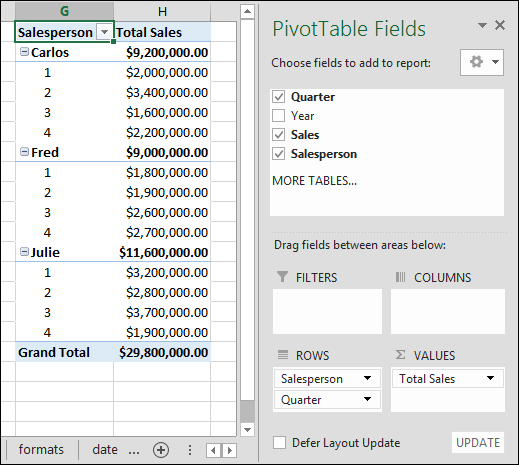 G H
Salesperson Total Sales
Carlos $9,200,000.00
1 $2,000,000.00
2 $3,400,000.00
3 $1,600,000.00
4 $2,200,000.00
Fred $9,000,000.00
1 $1,800,000.00
2 $1,900,000.00
3 $2,600,000.00
4 $2,700,000.00
Julie $11,600,000.00
1 $3,200,000.00
2 $2,800,000.00
3 $3,700,000.00
4 $1,900,000.00
Grand Total $29,800,000.00
formats date ...
PivotTable Fields
Choose fields to add to report:
Quarter
Year
Sales
Salesperson
MORE TABLES...
Drag fields between areas below:
FILTERS COLUMNS
ROWS Σ VALUES
Salesperson Total Sales
Quarter
Defer Layout Update UPDATE